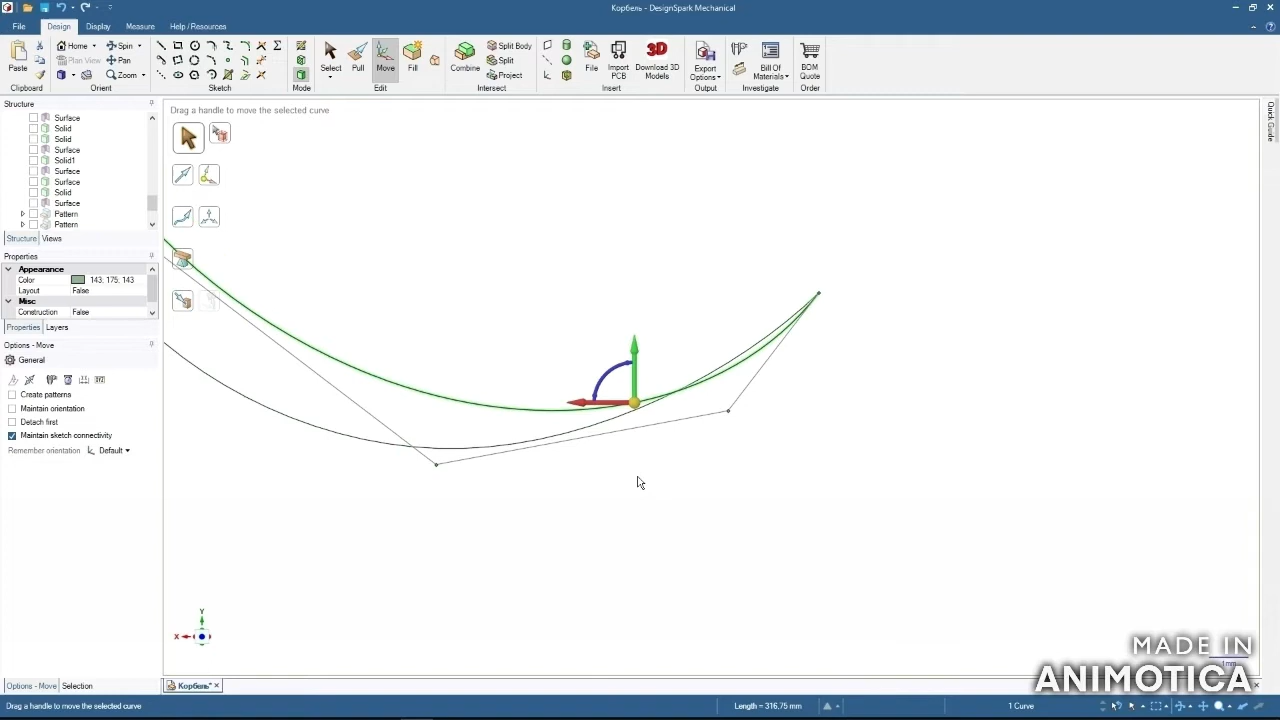 Корбель - DesignSpark Mechanical
File Design Display Measure Help / Resources
Paste Home Spin Plan View Pan Zoom
Select Pull Move Fill Combine Split Body Split Project
File Import PCB 3D Download 3D Models Export Options Bill Of Materials BOM Quote
Clipboard Orient Sketch Mode Edit Intersect Insert Output Investigate Order
Structure
Drag a handle to move the selected curve
Quick Guide
Surface
Solid
Solid
Surface
Solid1
Surface
Surface
Solid
Surface
Pattern
Pattern
Structure Views
Properties
Appearance
Color 143; 175; 143
Layout False
Misc
Construction False
Properties Layers
Options - Move
General
XYZ
Create patterns
Maintain orientation
Detach first
Maintain sketch connectivity
Remember orientation Default
Y
X
MADE IN
1mm
ANIMOTICA
Options - Move Selection Корбель*
Drag a handle to move the selected curve Length = 316,75 mm 1 Curve